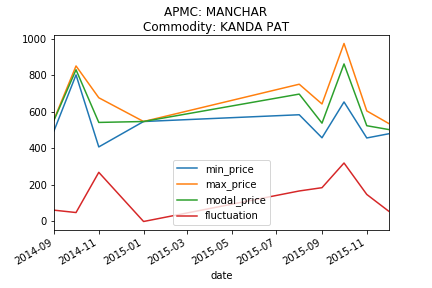 APMC: MANCHAR
Commodity: KANDA PAT
1000
800
600
400
200
0
min_price
max_price
modal_price
fluctuation
2014-09
2014-11
2015-01
2015-03
2015-05
2015-07
2015-09
2015-11
date